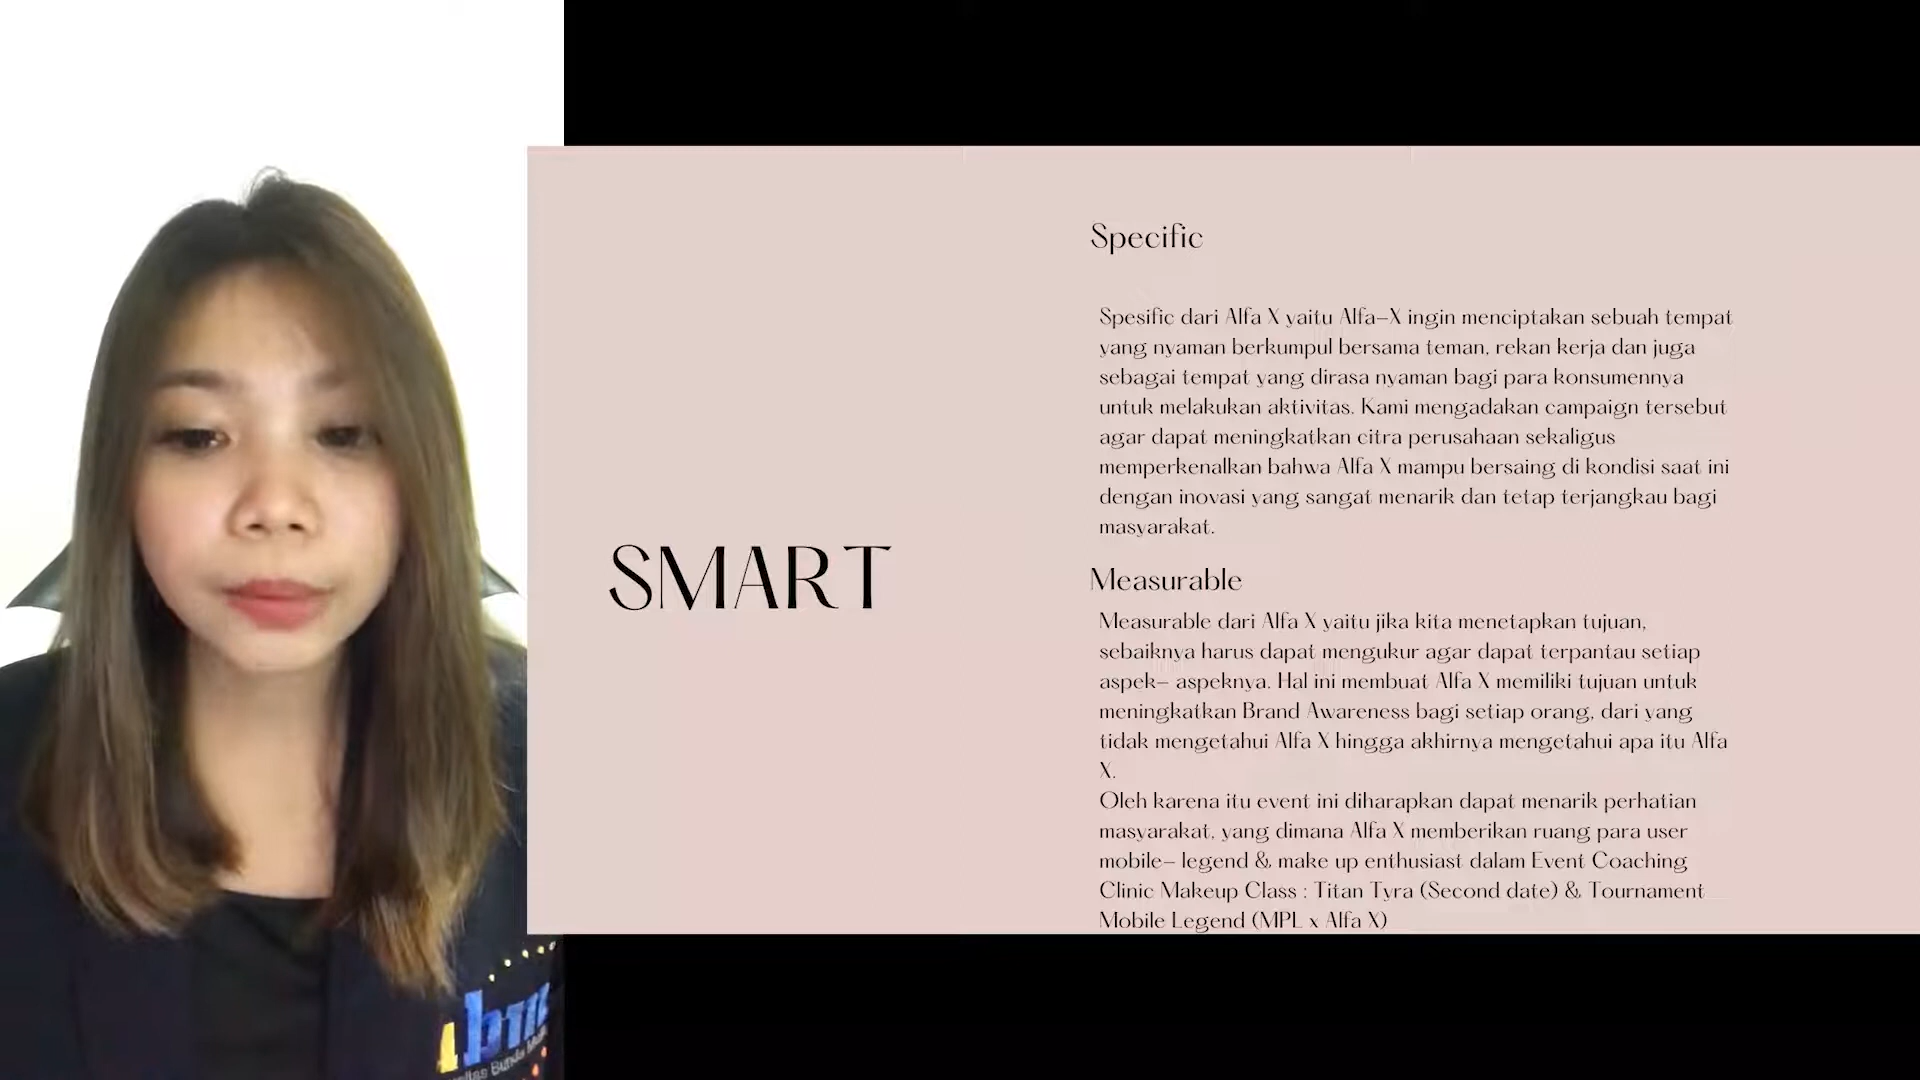 Specific
Spesific dari Alfa X yaitu Alfa-X ingin menciptakan sebuah tempat
yang nyaman berkumpul bersama teman, rekan kerja dan juga
sebagai tempat yang dirasa nyaman bagi para konsumennya
untuk melakukan aktivitas. Kami mengadakan campaign tersebut
agar dapat meningkatkan citra perusahaan sekaligus
memperkenalkan bahwa Alfa X mampu bersaing di kondisi saat ini
dengan inovasi yang sangat menarik dan tetap terjangkau bagi
masyarakat.
SMART
Measurable
Measurable dari Alfa X yaitu jika kita menetapkan tujuan,
sebaiknya harus dapat mengukur agar dapat terpantau setiap
aspek- aspeknya. Hal ini membuat Alfa X memiliki tujuan untuk
meningkatkan Brand Awareness bagi setiap orang, dari yang
tidak mengetahui Alfa X hingga akhirnya mengetahui apa itu Alfa
X.
Oleh karena itu event ini diharapkan dapat menarik perhatian
masyarakat, yang dimana Alfa X memberikan ruang para user
mobile- legend & make up enthusiast dalam Event Coaching
Clinic Makeup Class : Titan Tyra (Second date) & Tournament
Mobile Legend (MPL x Alfa X)